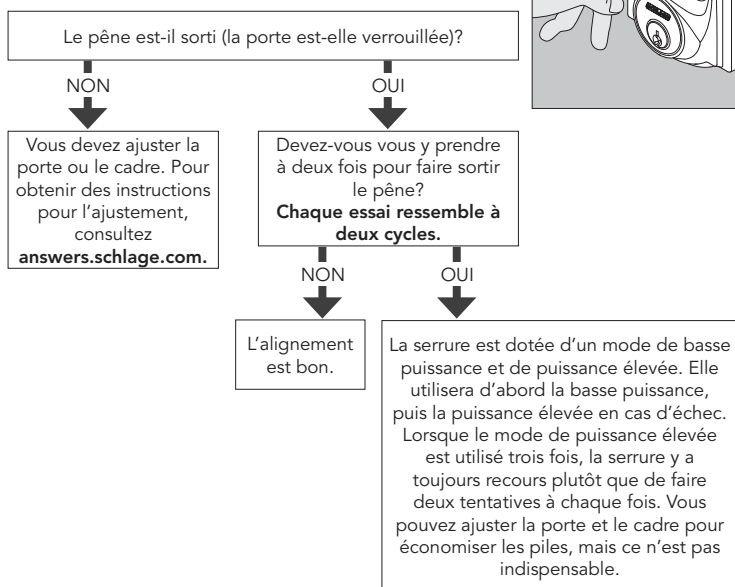 Le pêne est-il sorti (la porte est-elle verrouillée)?
NON
OUI
Vous devez ajuster la
porte ou le cadre. Pour
obtenir des instructions
pour l'ajustement,
consultez
answers.schlage.com.
Devez-vous vous y prendre
à deux fois pour faire sortir
le pêne?
Chaque essai ressemble à
deux cycles.
NON
OUI
L'alignement
est bon.
La serrure est dotée d'un mode de basse
puissance et de puissance élevée. Elle
utilisera d'abord la basse puissance,
puis la puissance élevée en cas d'échec.
Lorsque le mode de puissance élevée
est utilisé trois fois, la serrure y a
toujours recours plutôt que de faire
deux tentatives à chaque fois. Vous
pouvez ajuster la porte et le cadre pour
économiser les piles, mais ce n'est pas
indispensable.